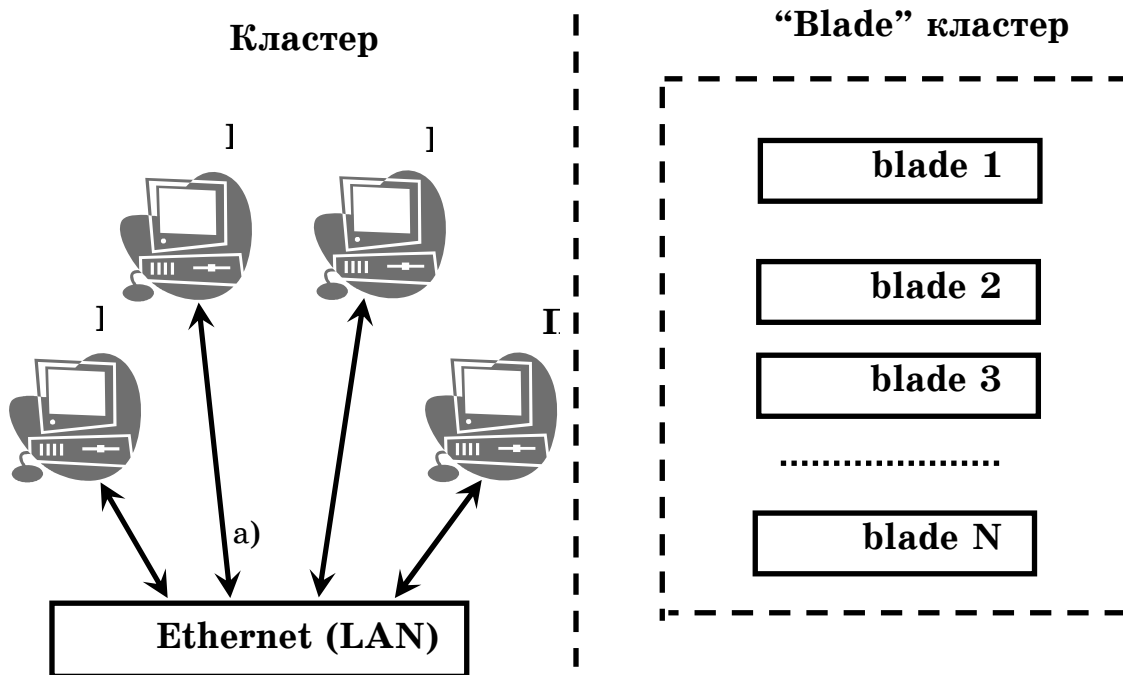 Кластер
]
]
]
а)
Ethernet (LAN)
“Blade” кластер
blade 1
blade 2
blade 3
blade N